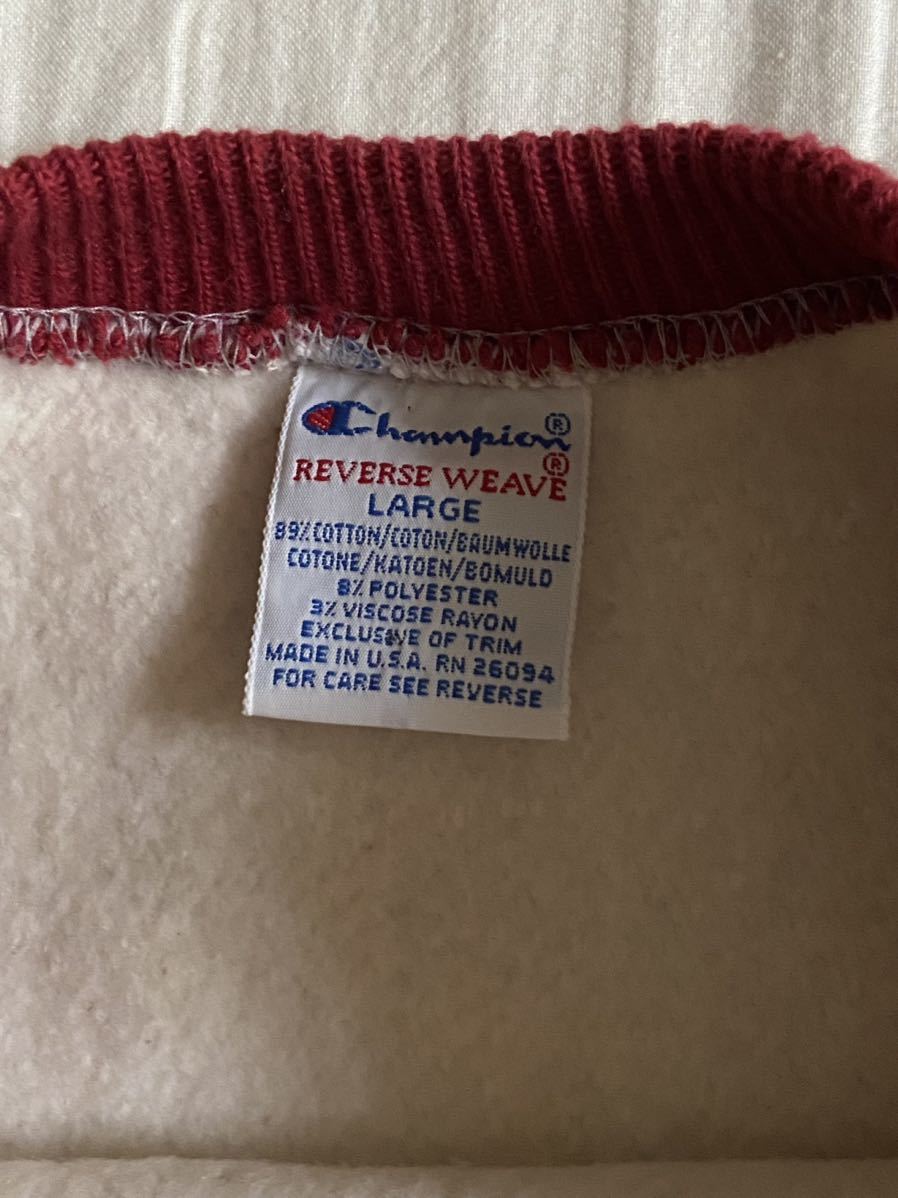 Champion ®
REVERSE WEAVE ®
LARGE
89% COTTON/COTON/BAUMWOLLE
COTONE/KATOEN/BOMULD
8% POLYESTER
3% VISCOSE RAYON
EXCLUSIVE OF TRIM
MADE IN U.S.A. RN 26094
FOR CARE SEE REVERSE